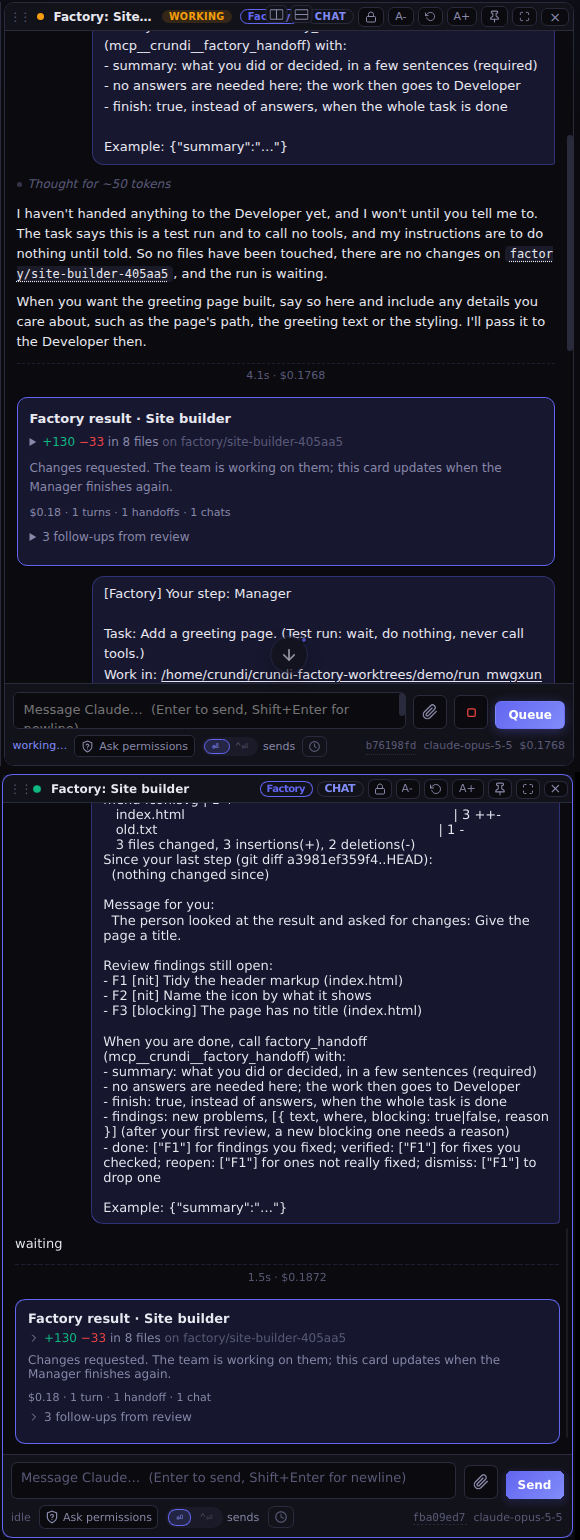 Factory: Site... WORKING Fac CHAT A- A+
(mcp__crundi__factory_handoff) with:
- summary: what you did or decided, in a few sentences (required)
- no answers are needed here; the work then goes to Developer
- finish: true, instead of answers, when the whole task is done
Example: {"summary":"…"}
Thought for ~50 tokens
I haven't handed anything to the Developer yet, and I won't until you tell me to.
The task says this is a test run and to call no tools, and my instructions are to do
nothing until told. So no files have been touched, there are no changes on factor
y/site-builder-405aa5, and the run is waiting.
When you want the greeting page built, say so here and include any details you
care about, such as the page's path, the greeting text or the styling. I'll pass it to
the Developer then.
4.1s · $0.1768
Factory result · Site builder
+130 −33 in 8 files on factory/site-builder-405aa5
Changes requested. The team is working on them; this card updates when the
Manager finishes again.
$0.18 · 1 turns · 1 handoffs · 1 chats
3 follow-ups from review
[Factory] Your step: Manager
Task: Add a greeting page. (Test run: wait, do nothing, never call
tools.)
Work in: /home/crundi/crundi-factory-worktrees/demo/run_mwgxun
Message Claude… (Enter to send, Shift+Enter for
newline)
Queue
working... Ask permissions sends b76198fd claude-opus-5-5 $0.1768
Factory: Site builder Factory CHAT A- A+
index.html | 3 ++-
old.txt | 1 -
3 files changed, 3 insertions(+), 2 deletions(-)
Since your last step (git diff a3981ef359f4..HEAD):
(nothing changed since)
Message for you:
The person looked at the result and asked for changes: Give the
page a title.
Review findings still open:
- F1 [nit] Tidy the header markup (index.html)
- F2 [nit] Name the icon by what it shows
- F3 [blocking] The page has no title (index.html)
When you are done, call factory_handoff
(mcp__crundi__factory_handoff) with:
- summary: what you did or decided, in a few sentences (required)
- no answers are needed here; the work then goes to Developer
- finish: true, instead of answers, when the whole task is done
- findings: new problems, [{ text, where, blocking: true|false, reason
}] (after your first review, a new blocking one needs a reason)
- done: ["F1"] for findings you fixed; verified: ["F1"] for fixes you
checked; reopen: ["F1"] for ones not really fixed; dismiss: ["F1"] to
drop one
Example: {"summary":"…"}
waiting
1.5s · $0.1872
Factory result · Site builder
+130 −33 in 8 files on factory/site-builder-405aa5
Changes requested. The team is working on them; this card updates when the
Manager finishes again.
$0.18 · 1 turn · 1 handoff · 1 chat
3 follow-ups from review
Message Claude… (Enter to send, Shift+Enter for newline)
Send
idle Ask permissions sends fba09ed7 claude-opus-5-5